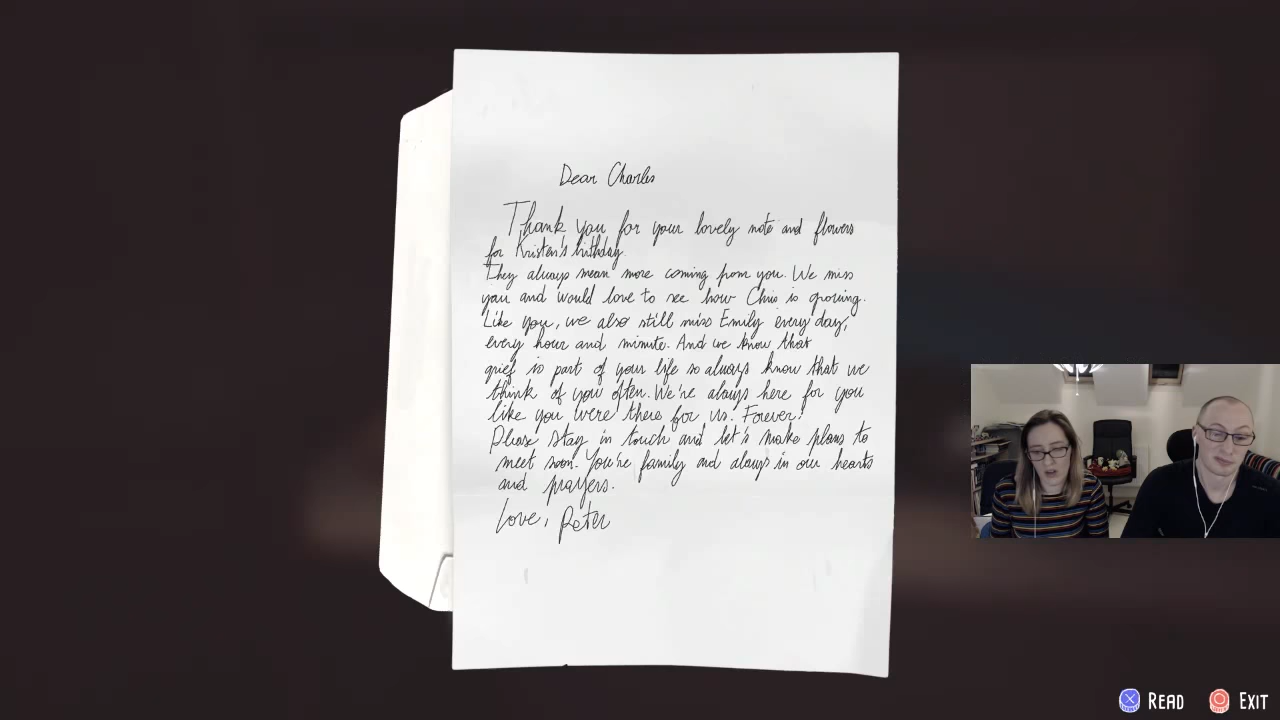 Dear Charles
Thank you for your lovely note and flowers
for Kristen's birthday.
They always mean more coming from you. We miss
you and would love to see how Chris is growing.
Like you, we also still miss Emily every day,
every hour and minute. And we know that
grief is part of your life so always know that we
think of you often. We're always here for you
like you were there for us. Forever!
Please stay in touch and let's make plans to
meet soon. You're family and always in our hearts
and prayers.
Love, Peter
READ EXIT